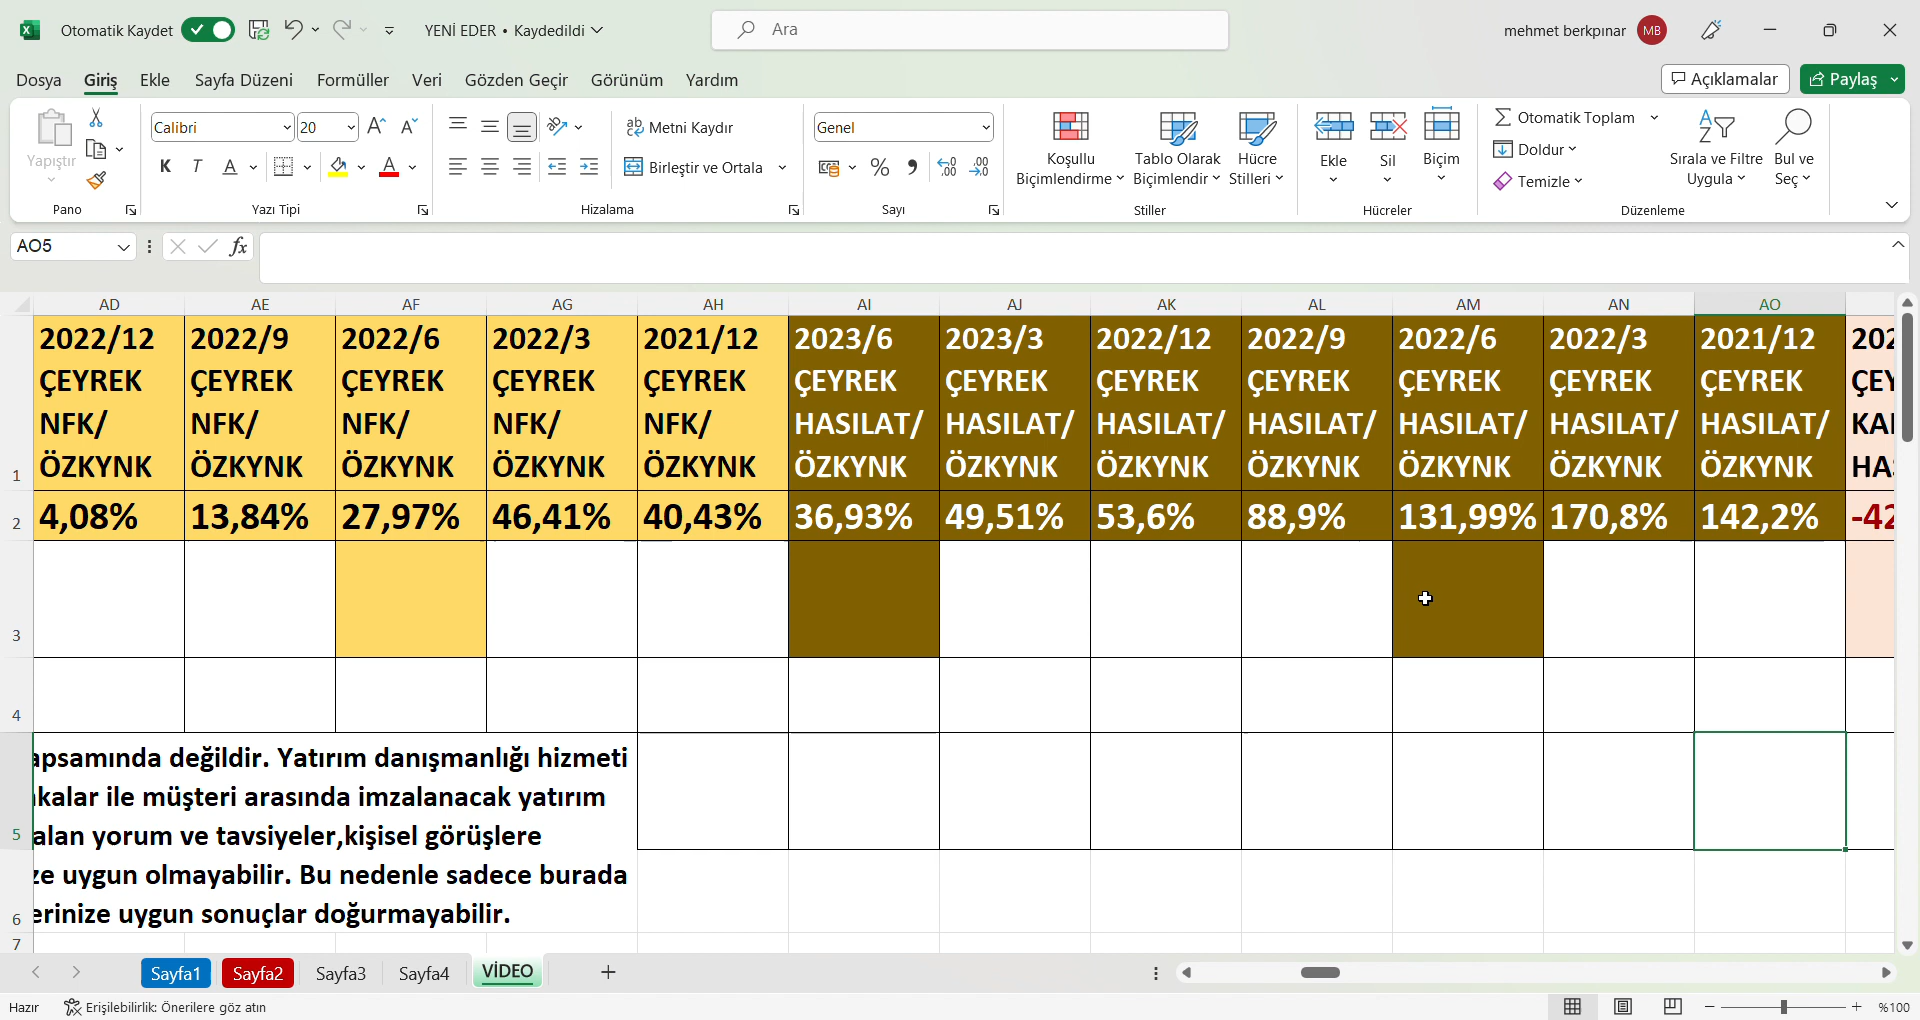 Otomatik Kaydet
YENİ EDER • Kaydedildi
Ara
mehmet berkpınar
MB
Dosya Giriş Ekle Sayfa Düzeni Formüller Veri Gözden Geçir Görünüm Yardım
Açıklamalar
Paylaş
Yapıştır
Calibri
20
K T A
A
Metni Kaydır
Birleştir ve Ortala
Genel
Koşullu
Biçimlendirme
Tablo Olarak
Biçimlendir
Hücre
Stilleri
Ekle
Sil
Biçim
Otomatik Toplam
Doldur
Temizle
Sırala ve Filtre
Uygula
Bul ve
Seç
Pano
Yazı Tipi
Hizalama
Sayı
Stiller
Hücreler
Düzenleme
AO5
fx
AD AE AF AG AH AI AJ AK AL AM AN AO
2022/12 2022/9 2022/6 2022/3 2021/12 2023/6 2023/3 2022/12 2022/9 2022/6 2022/3 2021/12 202
ÇEYREK ÇEYREK ÇEYREK ÇEYREK ÇEYREK ÇEYREK ÇEYREK ÇEYREK ÇEYREK ÇEYREK ÇEYREK ÇEYREK ÇEY
NFK/ NFK/ NFK/ NFK/ NFK/ HASILAT/ HASILAT/ HASILAT/ HASILAT/ HASILAT/ HASILAT/ HASILAT/
1 ÖZKYNK ÖZKYNK ÖZKYNK ÖZKYNK ÖZKYNK ÖZKYNK ÖZKYNK ÖZKYNK ÖZKYNK ÖZKYNK ÖZKYNK ÖZKYNK HA
2 4,08% 13,84% 27,97% 46,41% 40,43% 36,93% 49,51% 53,6% 88,9% 131,99% 170,8% 142,2% -42
3
4
apsamında değildir. Yatırım danışmanlığı hizmeti
kalar ile müşteri arasında imzalanacak yatırım
5 alan yorum ve tavsiyeler,kişisel görüşlere
ze uygun olmayabilir. Bu nedenle sadece burada
6 erinize uygun sonuçlar doğurmayabilir.
7
Sayfa1 Sayfa2 Sayfa3 Sayfa4 VİDEO
Hazır
Erişilebilirlik: Önerilere göz atın
%100